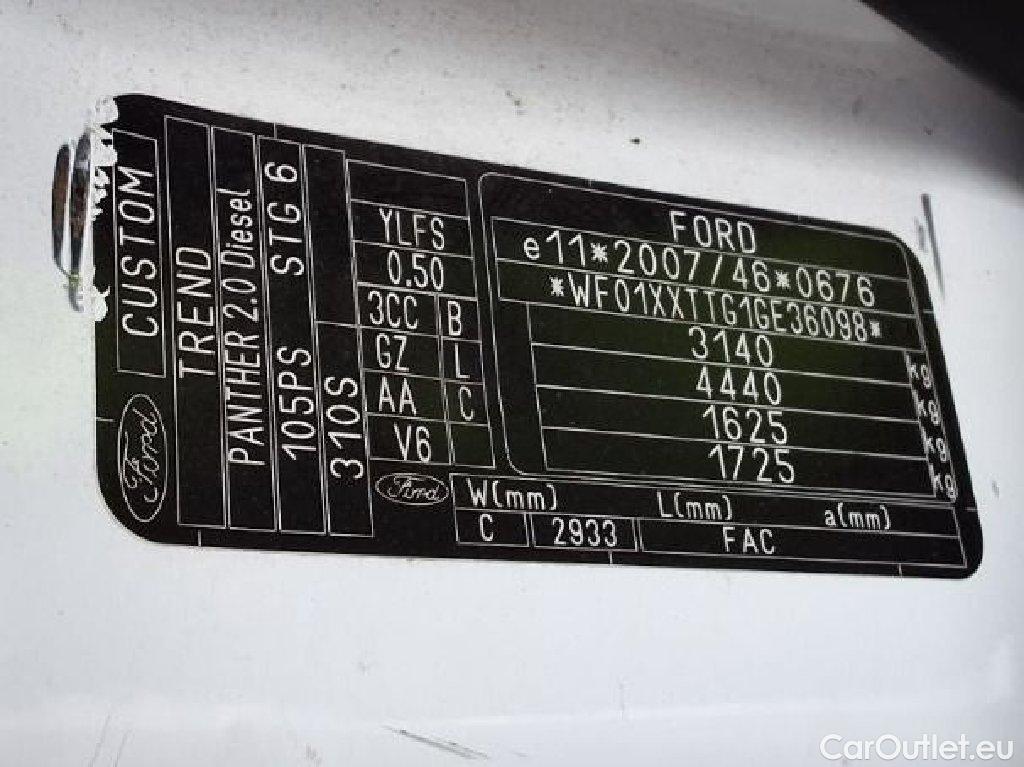 CUSTOM
Ford
TREND
PANTHER 2.0 Diesel
105PS STG 6
310S
YLFS
0.50
3CC B
GZ L
AA C
V6
Ford
FORD
e11*2007/46*0676
*WF01XXTTG1GE36098*
3140 kg
4440 kg
1625 kg
1725 kg
W(mm) L(mm) a(mm)
C 2933 FAC
CarOutlet.eu